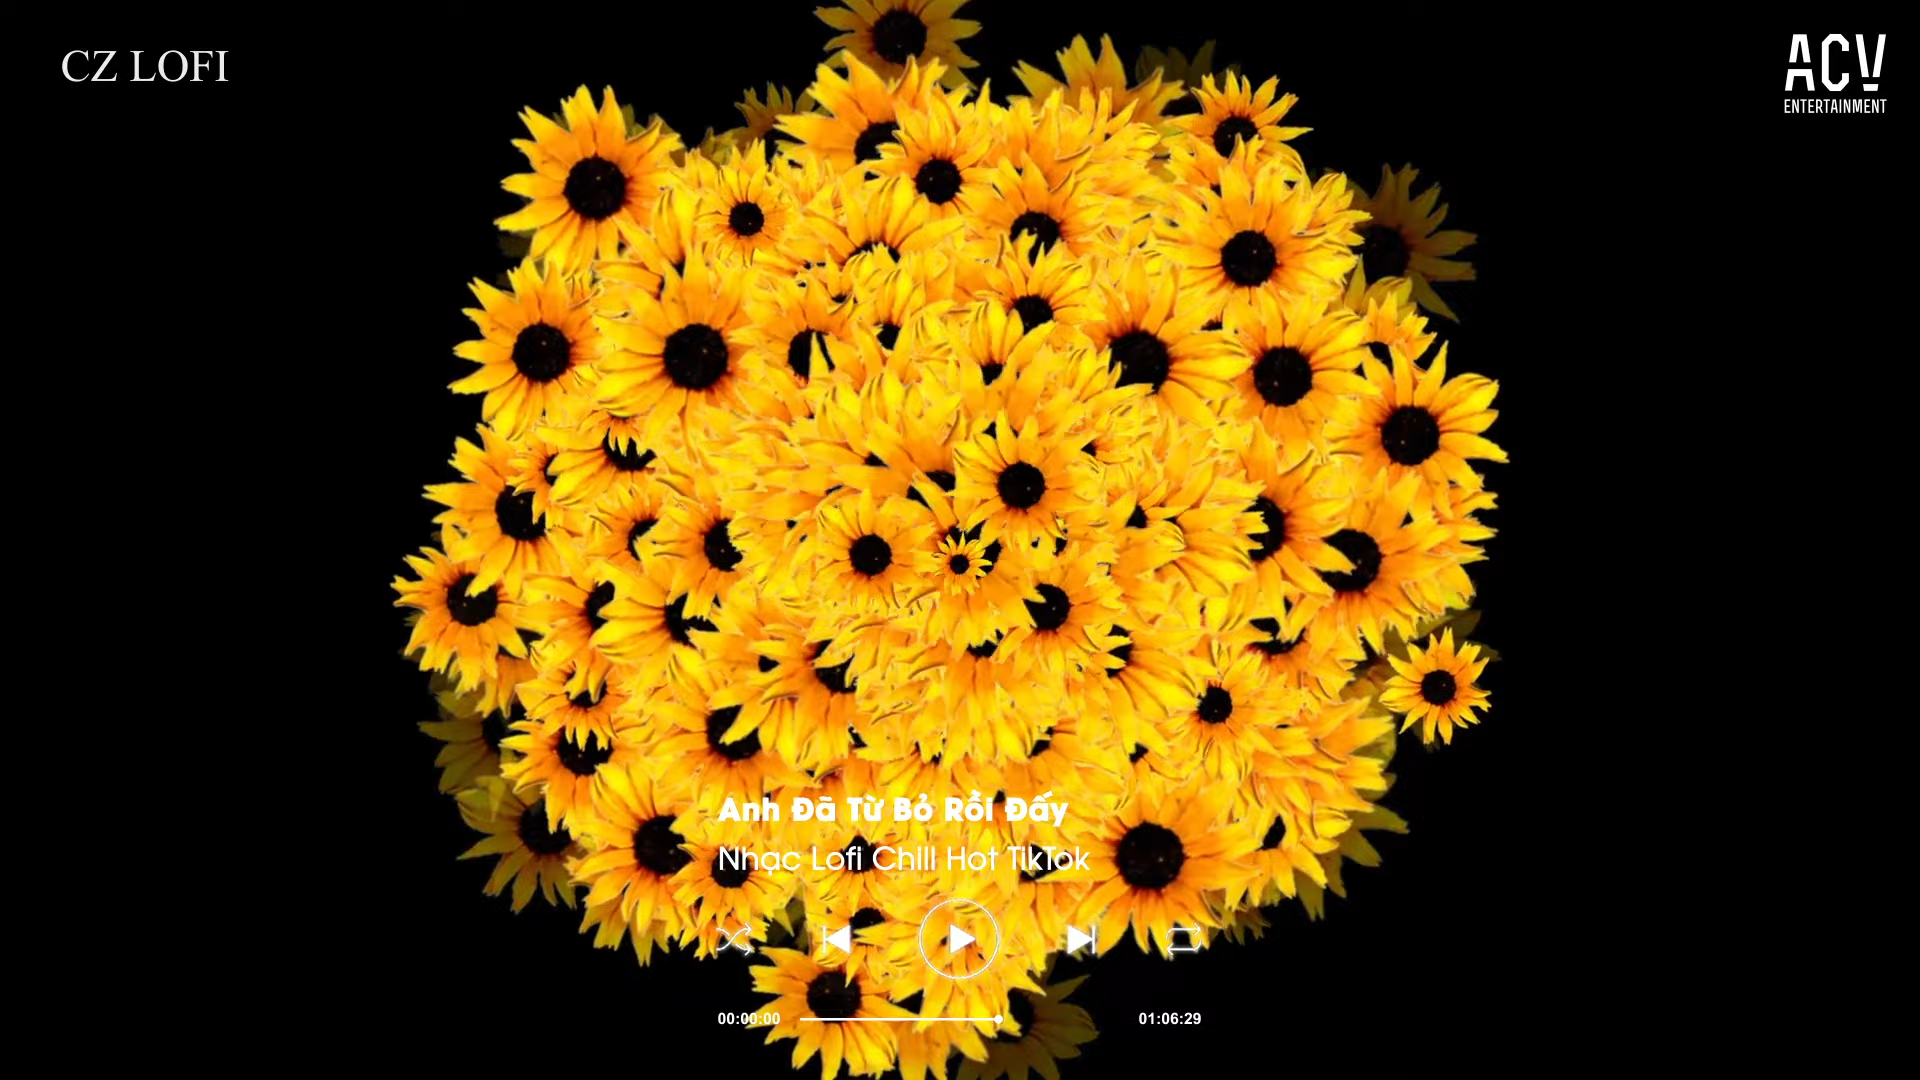 CZ LOFI
ACV
ENTERTAINMENT
Anh Đã Từ Bỏ Rồi Đấy
Nhạc Lofi Chill Hot TikTok
00:00:00
01:06:29